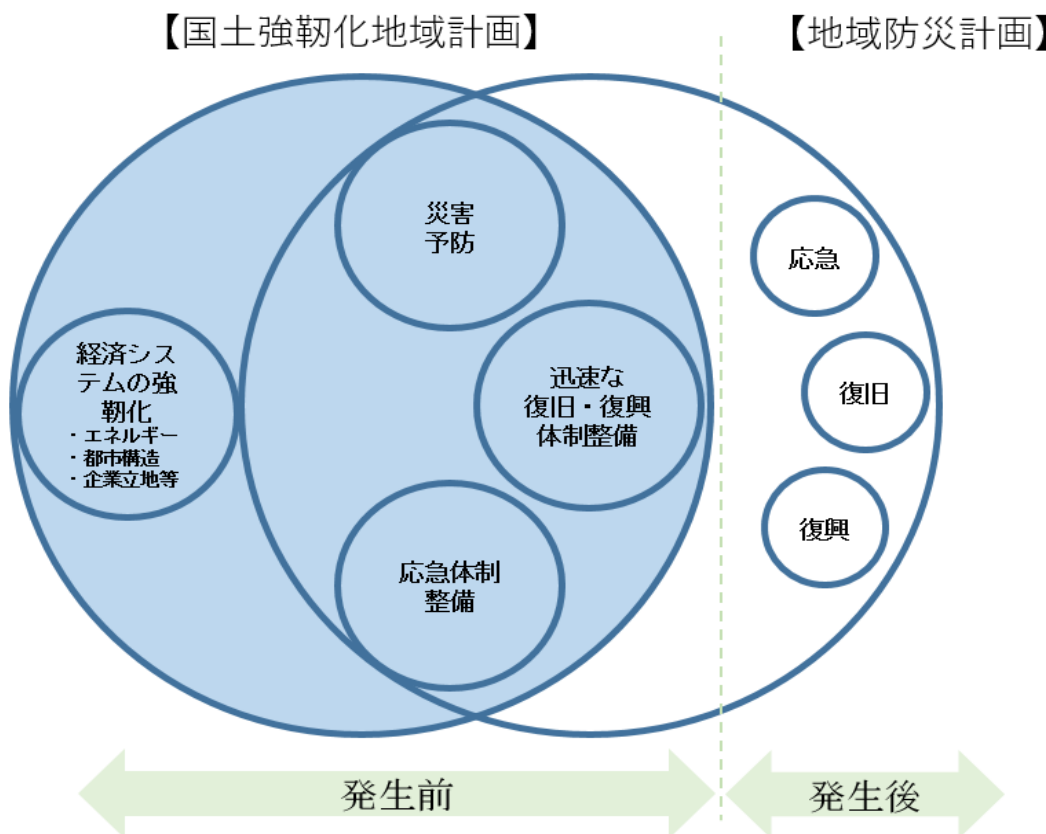 【国土強靭化地域計画】
【地域防災計画】
災害
予防
応急
経済シス
テムの強
靭化
・エネルギー
・都市構造
・企業立地等
迅速な
復旧・復興
体制整備
復旧
復興
応急体制
整備
発生前
発生後